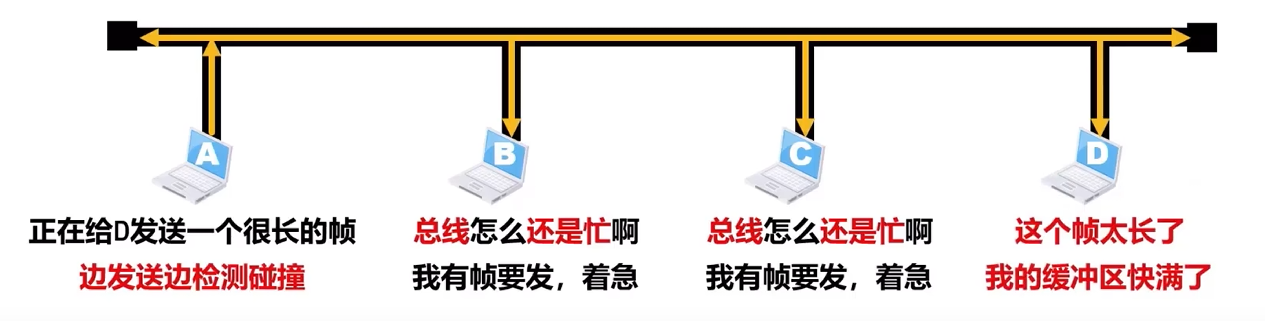 A
B
C
D
正在给D发送一个很长的帧
边发送边检测碰撞
总线怎么还是忙啊
我有帧要发，着急
总线怎么还是忙啊
我有帧要发，着急
这个帧太长了
我的缓冲区快满了